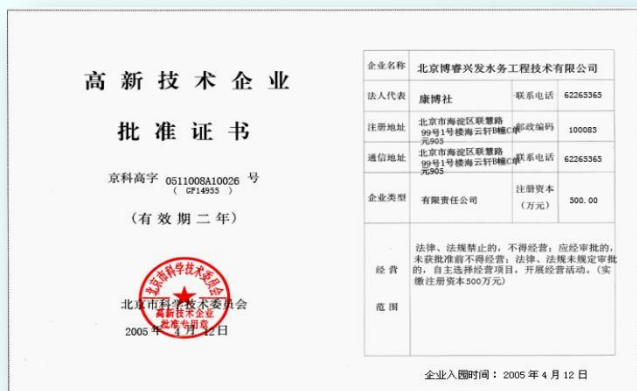 高新技术企业
批准证书
京科高字 0511008A10026 号
( GF14955 )
(有效期二年)
北京市科学技术委员会
高新技术企业
批准专用章
北京市科学技术委员会
2005 年 4 月 12 日
企业名称 北京博睿兴发水务工程技术有限公司
法人代表 康博社 联系电话 62263365
注册地址 北京市海淀区联慧路
99号1号楼海云轩B幢C单
元905
邮政编码 100083
通信地址 北京市海淀区联慧路
99号1号楼海云轩B幢C单
元905
联系电话 62263365
企业类型 有限责任公司 注册资本
(万元) 500.00
经营
范围
法律、法规禁止的，不得经营；应经审批的，
未获批准前不得经营；法律、法规未规定审批
的，自主选择经营项目，开展经营活动。（实
缴注册资本500万元）
企业入园时间： 2005 年 4 月 12 日